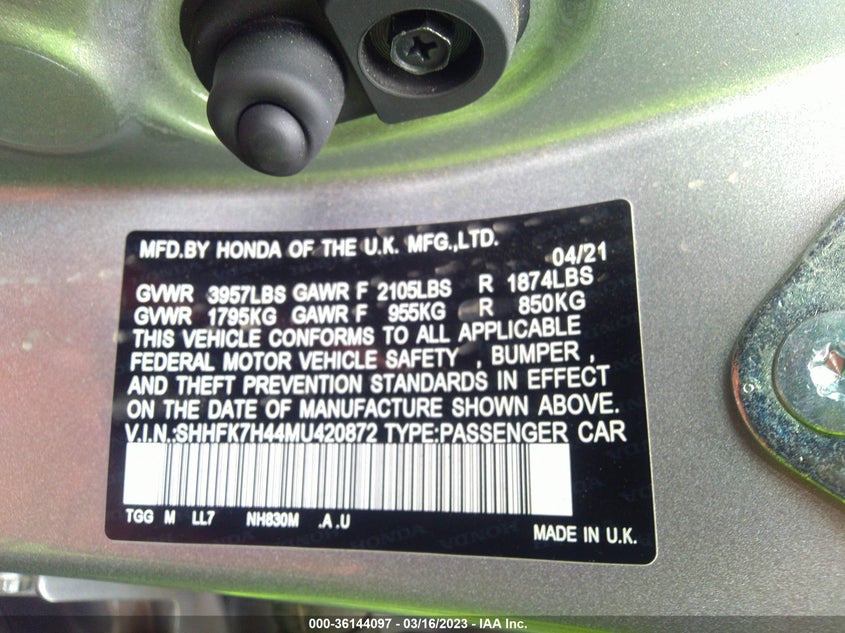 MFD.BY HONDA OF THE U.K. MFG.,LTD. 04/21
GVWR 3957LBS GAWR F 2105LBS R 1874LBS
GVWR 1795KG GAWR F 955KG R 850KG
THIS VEHICLE CONFORMS TO ALL APPLICABLE
FEDERAL MOTOR VEHICLE SAFETY , BUMPER ,
AND THEFT PREVENTION STANDARDS IN EFFECT
ON THE DATE OF MANUFACTURE SHOWN ABOVE.
V.I.N.:SHHFK7H44MU420872 TYPE:PASSENGER CAR
TGG M LL7 NH830M .A .U
MADE IN U.K.
HONDA HONDA HONDA
000-36144097 - 03/16/2023 - IAA Inc.